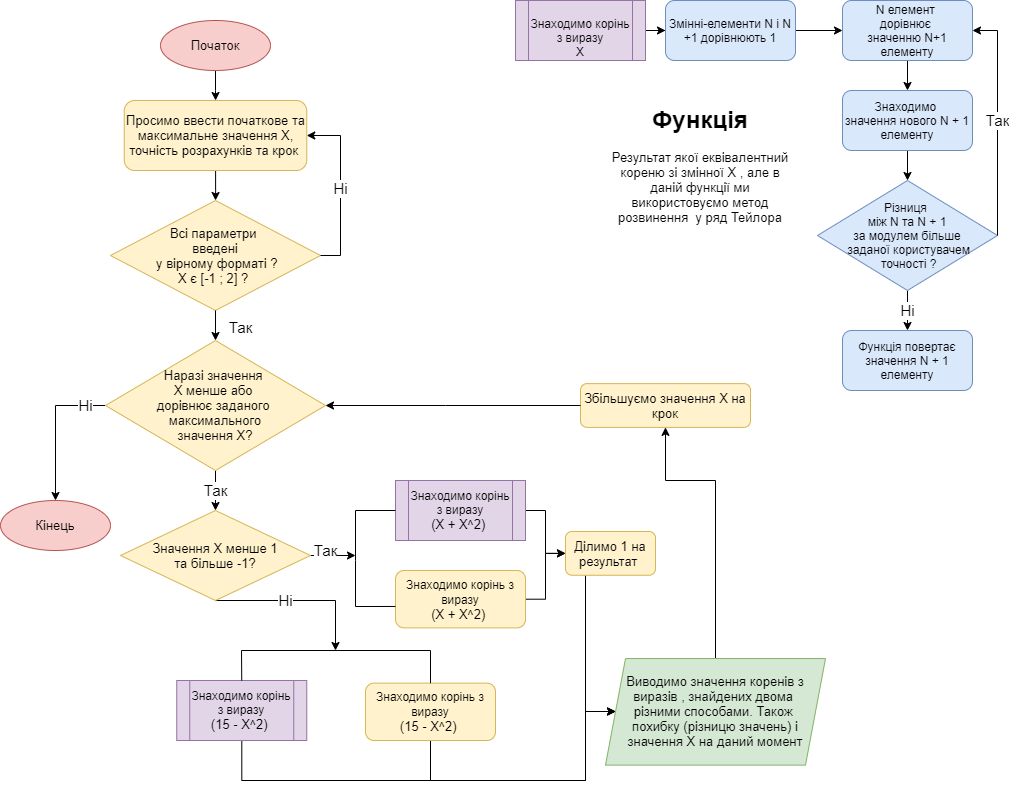 Початок
Просимо ввести початкове та
максимальне значення X,
точність розрахунків та крок
Ні
Всі параметри
введені
у вірному форматі ?
X є [-1 ; 2] ?
Так
Наразі значення
X менше або
дорівнює заданого
максимального
значення X?
Ні
Кінець
Так
Значення X менше 1
та більше -1?
Так
Ні
Знаходимо корінь
з виразу
(X + X^2)
Знаходимо корінь з
виразу
(X + X^2)
Ділимо 1 на
результат
Знаходимо корінь
з виразу
(15 - X^2)
Знаходимо корінь з
виразу
(15 - X^2)
Виводимо значення коренів з
виразів , знайдених двома
різними способами. Також
похибку (різницю значень) і
значення X на даний момент
Збільшуємо значення X на
крок
Знаходимо корінь
з виразу
X
Змінні-елементи N і N
+1 дорівнюють 1
N елемент
дорівнює
значенню N+1
елементу
Знаходимо
значення нового N + 1
елементу
Так
Різниця
між N та N + 1
за модулем більше
заданої користувачем
точності ?
Ні
Функція повертає
значення N + 1
елементу
Функція
Результат якої еквівалентний
кореню зі змінної X , але в
даній функції ми
використовуємо метод
розвинення у ряд Тейлора